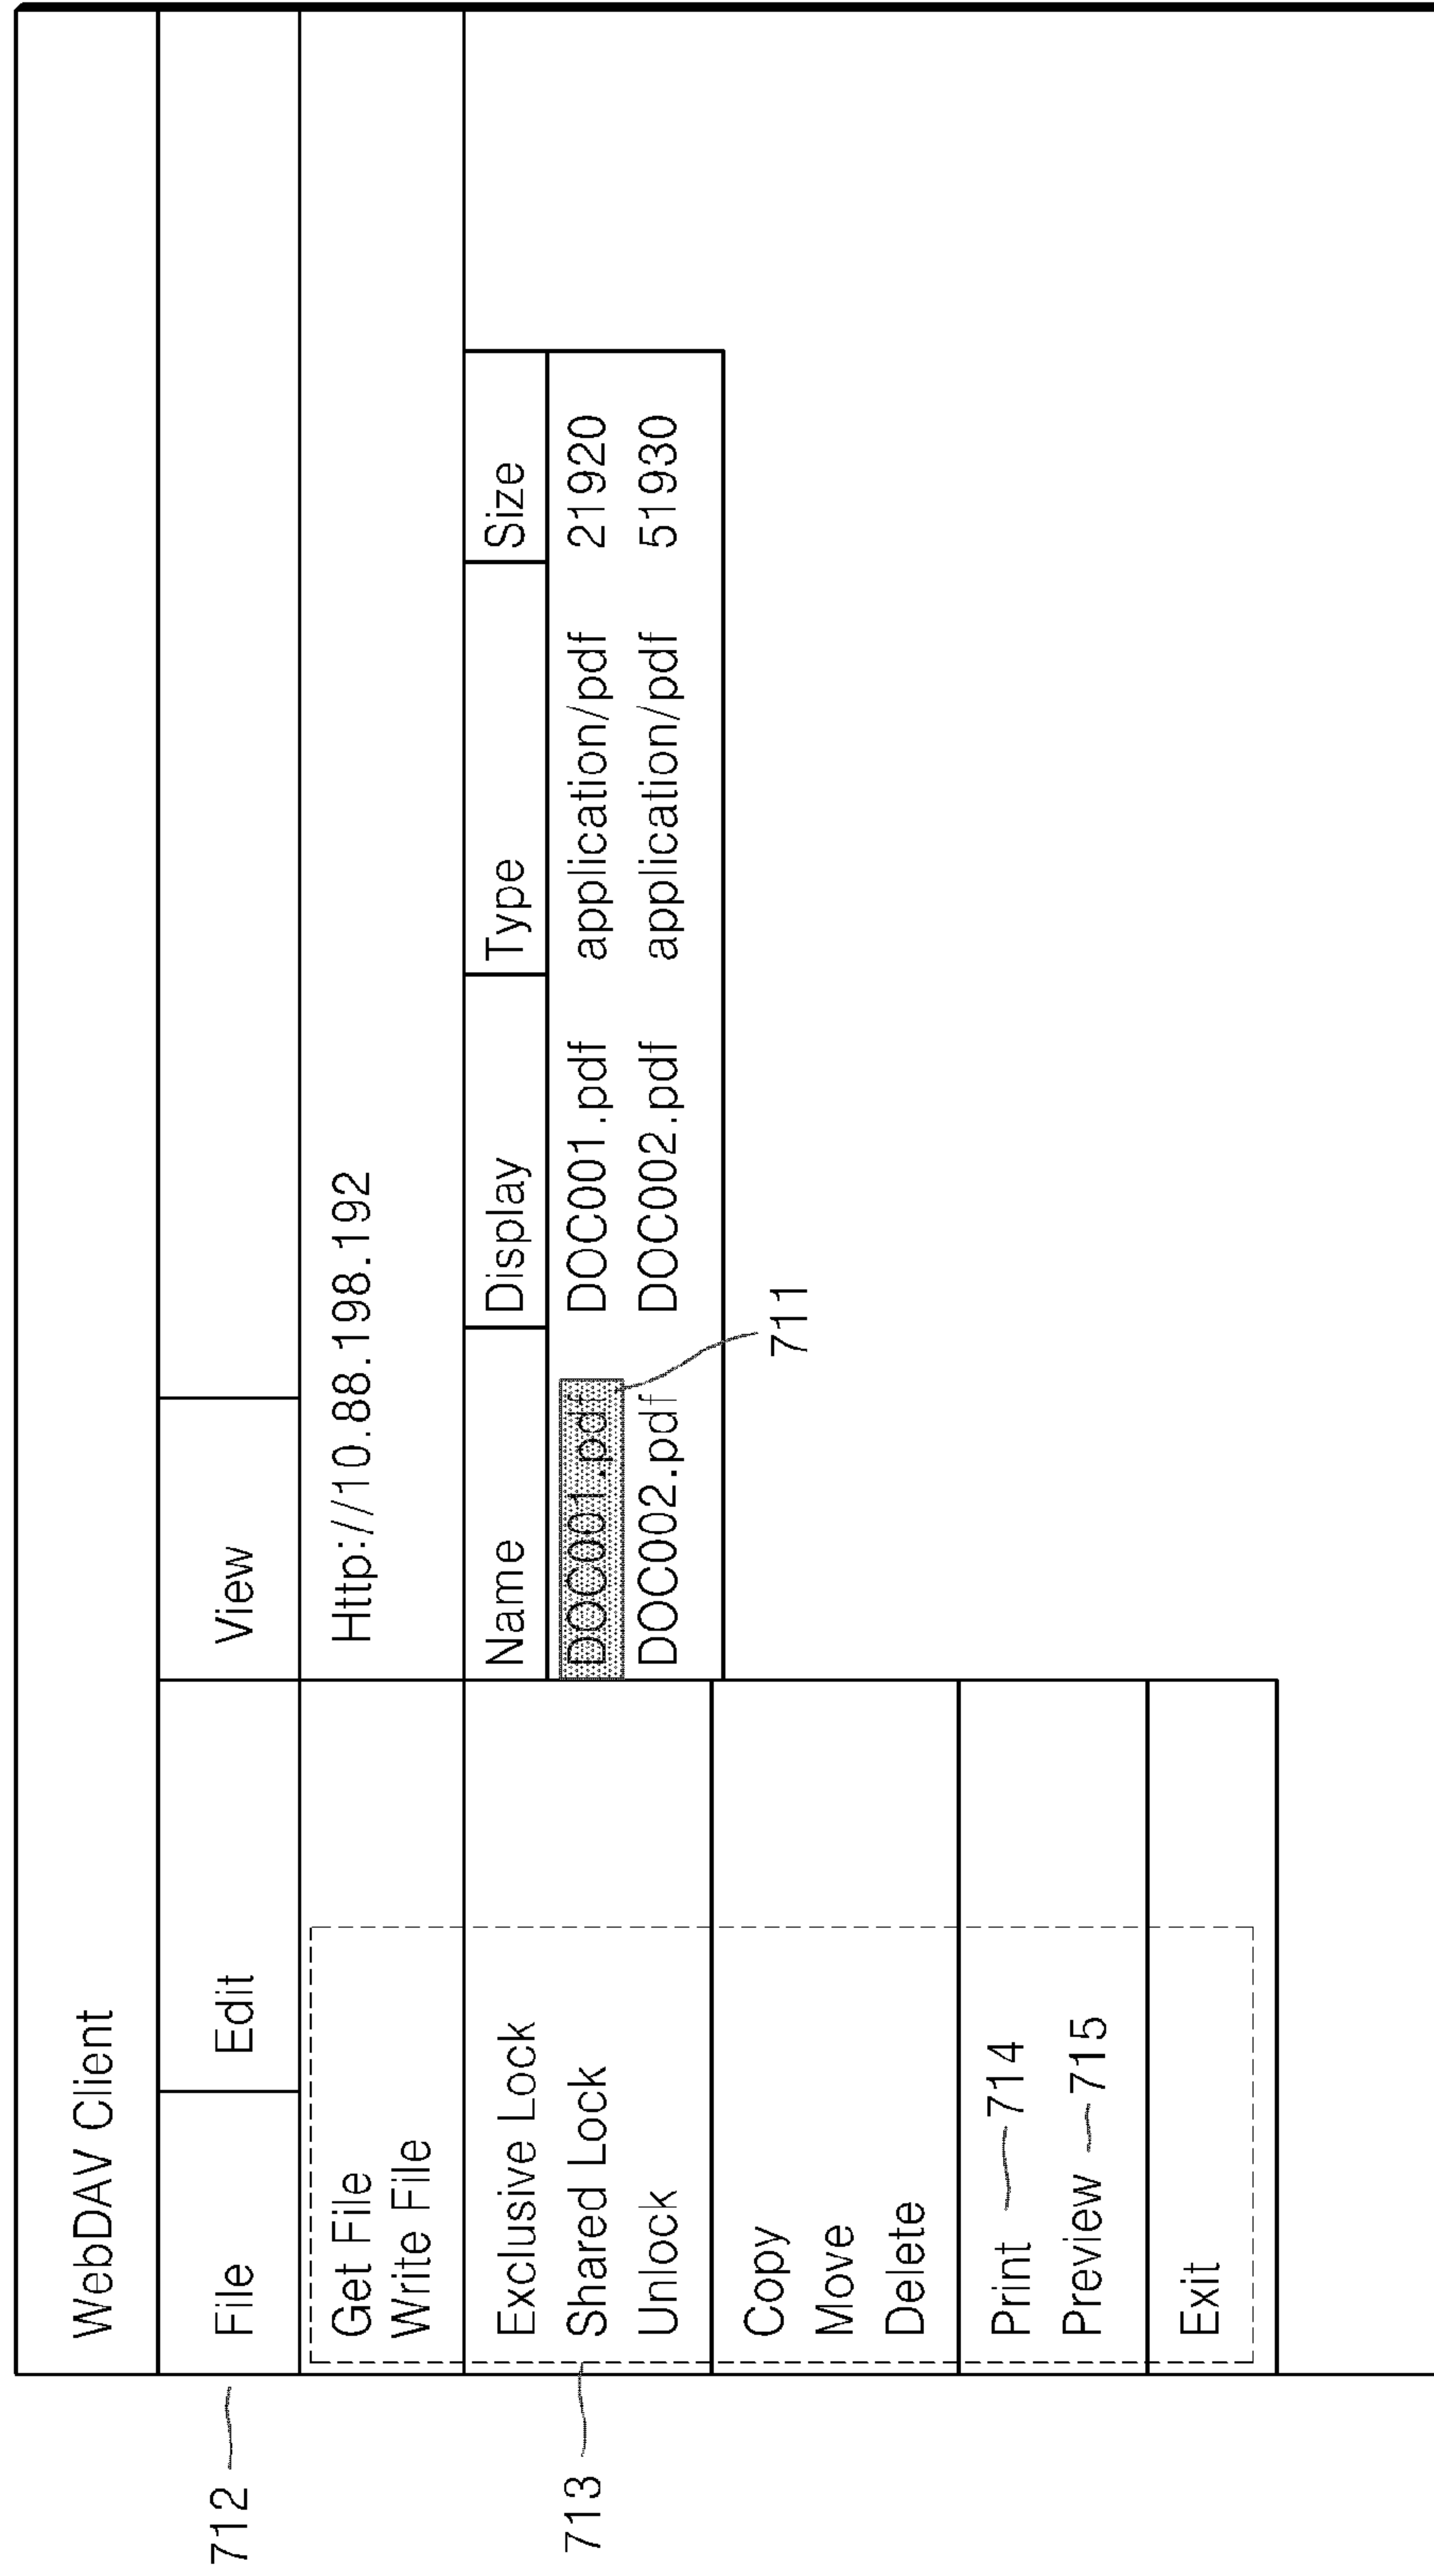 WebDAV Client
712
File Edit View
Get File
Write File
Http://10.88.198.192
713
Exclusive Lock
Shared Lock
Unlock
Name Display Type Size
DOC001.pdf DOC001.pdf application/pdf 21920
DOC002.pdf DOC002.pdf application/pdf 51930
711
Copy
Move
Delete
Print 714
Preview 715
Exit